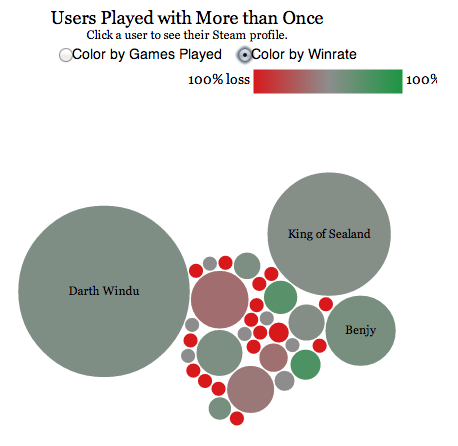 Users Played with More than Once
Click a user to see their Steam profile.
Color by Games Played Color by Winrate
100% loss 100%
King of Sealand
Darth Windu
Benjy